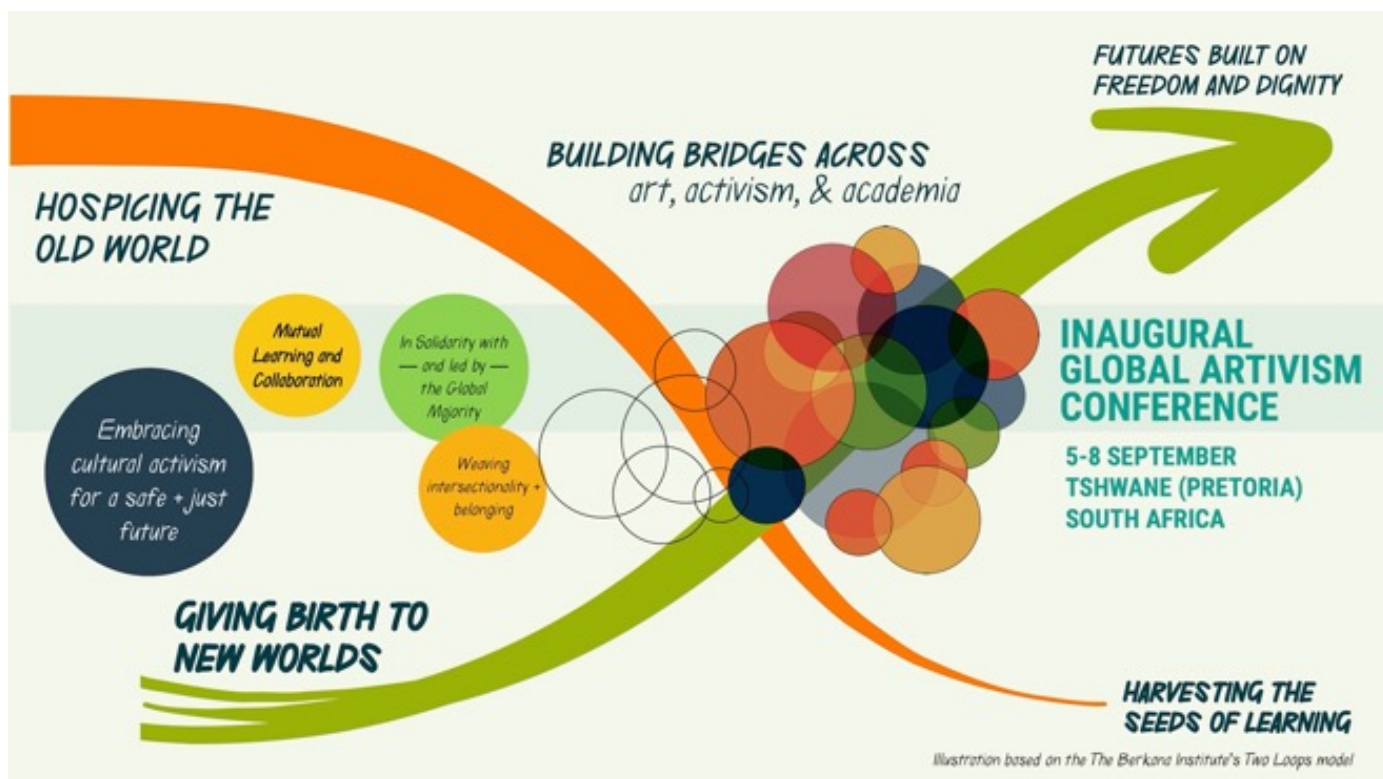 FUTURES BUILT ON
FREEDOM AND DIGNITY
BUILDING BRIDGES ACROSS
art, activism, & academia
HOSPICING THE
OLD WORLD
Mutual
Learning and
Collaboration
In Solidarity with
— and led by —
the Global
Majority
Embracing
cultural activism
for a safe + just
future
Weaving
intersectionality +
belonging
INAUGURAL
GLOBAL ARTIVISM
CONFERENCE
5-8 SEPTEMBER
TSHWANE (PRETORIA)
SOUTH AFRICA
GIVING BIRTH TO
NEW WORLDS
HARVESTING THE
SEEDS OF LEARNING
Illustration based on the The Berkana Institute's Two Loops model